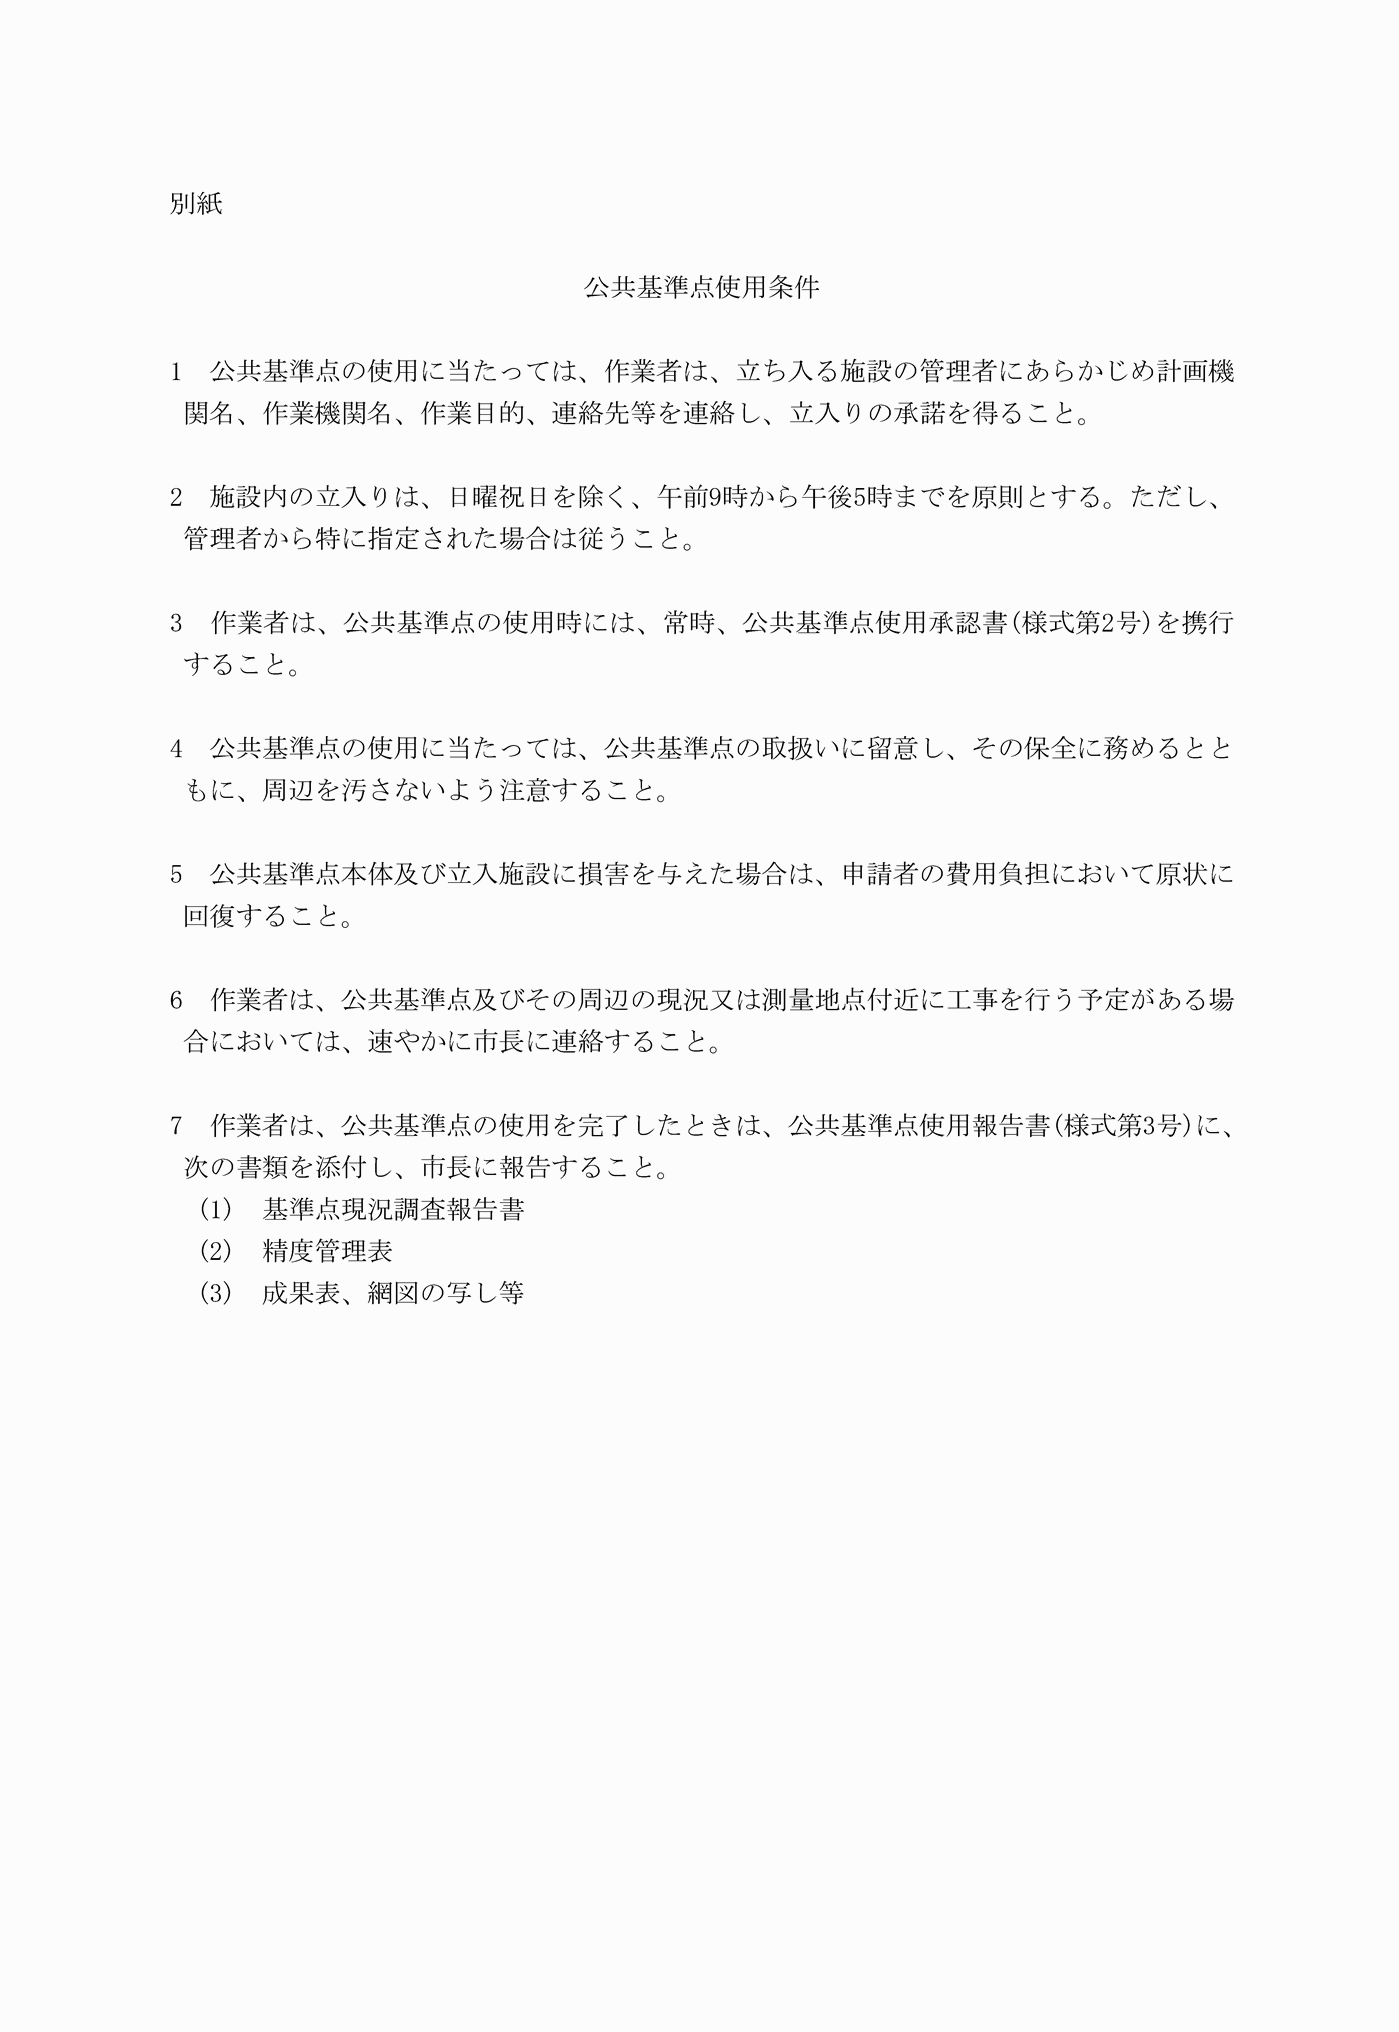 別紙
公共基準点使用条件
1　公共基準点の使用に当たっては、作業者は、立ち入る施設の管理者にあらかじめ計画機
関名、作業機関名、作業目的、連絡先等を連絡し、立入りの承諾を得ること。
2　施設内の立入りは、日曜祝日を除く、午前9時から午後5時までを原則とする。ただし、
管理者から特に指定された場合は従うこと。
3　作業者は、公共基準点の使用時には、常時、公共基準点使用承認書(様式第2号)を携行
すること。
4　公共基準点の使用に当たっては、公共基準点の取扱いに留意し、その保全に務めるとと
もに、周辺を汚さないよう注意すること。
5　公共基準点本体及び立入施設に損害を与えた場合は、申請者の費用負担において原状に
回復すること。
6　作業者は、公共基準点及びその周辺の現況又は測量地点付近に工事を行う予定がある場
合においては、速やかに市長に連絡すること。
7　作業者は、公共基準点の使用を完了したときは、公共基準点使用報告書(様式第3号)に、
次の書類を添付し、市長に報告すること。
(1)　基準点現況調査報告書
(2)　精度管理表
(3)　成果表、網図の写し等